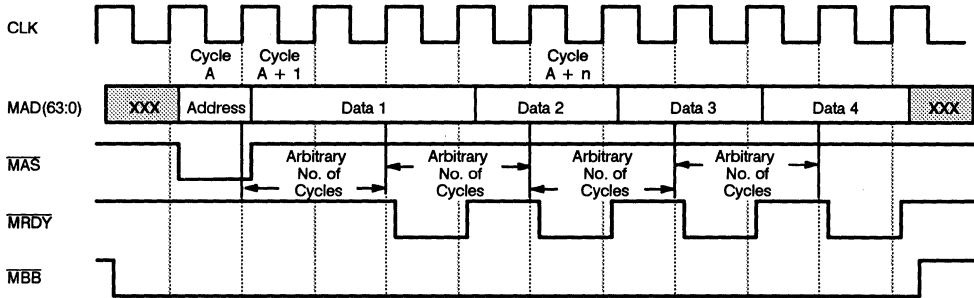 CLK
Cycle A
Cycle A + 1
Cycle A + n
MAD(63:0)
XXX
Address
Data 1
Data 2
Data 3
Data 4
XXX
MAS
Arbitrary No. of Cycles
Arbitrary No. of Cycles
Arbitrary No. of Cycles
Arbitrary No. of Cycles
MRDY
MBB